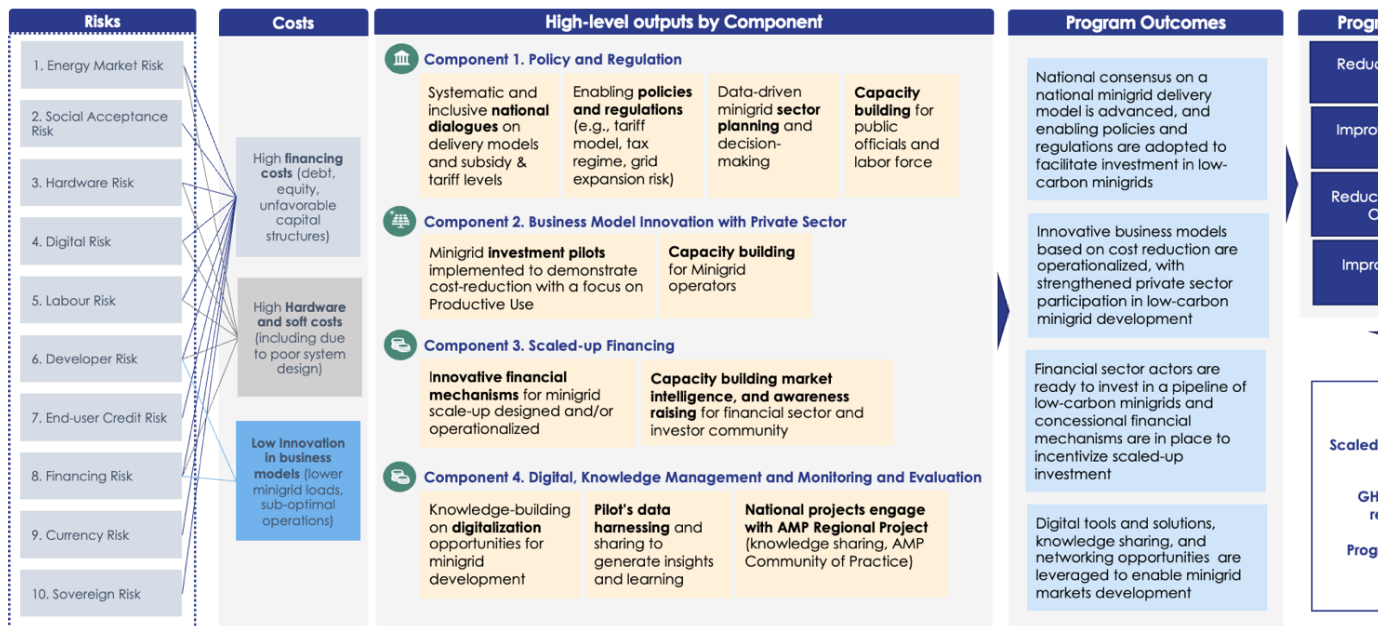 Risks
1. Energy Market Risk
2. Social Acceptance
Risk
3. Hardware Risk
4. Digital Risk
5. Labour Risk
6. Developer Risk
7. End-user Credit Risk
8. Financing Risk
9. Currency Risk
10. Sovereign Risk
Costs
High financing
costs (debt,
equity,
unfavorable
capital
structures)
High Hardware
and soft costs
(including due
to poor system
design)
Low Innovation
in business
models (lower
minigrid loads,
sub-optimal
operations)
High-level outputs by Component
Component 1. Policy and Regulation
Systematic and
inclusive national
dialogues on
delivery models
and subsidy &
tariff levels
Enabling policies
and regulations
(e.g., tariff
model, tax
regime, grid
expansion risk)
Data-driven
minigrid sector
planning and
decision-
making
Capacity
building for
public
officials and
labor force
Component 2. Business Model Innovation with Private Sector
Minigrid investment pilots
implemented to demonstrate
cost-reduction with a focus on
Productive Use
Capacity building
for Minigrid
operators
Component 3. Scaled-up Financing
Innovative financial
mechanisms for minigrid
scale-up designed and/or
operationalized
Capacity building market
intelligence, and awareness
raising for financial sector and
investor community
Component 4. Digital, Knowledge Management and Monitoring and Evaluation
Knowledge-building
on digitalization
opportunities for
minigrid
development
Pilot's data
harnessing and
sharing to
generate insights
and learning
National projects engage
with AMP Regional Project
(knowledge sharing, AMP
Community of Practice)
Program Outcomes
National consensus on a
national minigrid delivery
model is advanced, and
enabling policies and
regulations are adopted to
facilitate investment in low-
carbon minigrids
Innovative business models
based on cost reduction are
operationalized, with
strengthened private sector
participation in low-carbon
minigrid development
Financial sector actors are
ready to invest in a pipeline of
low-carbon minigrids and
concessional financial
mechanisms are in place to
incentivize scaled-up
investment
Digital tools and solutions,
knowledge sharing, and
networking opportunities are
leveraged to enable minigrid
markets development
Progr
Reduc
Improv
Reduc
C
Impro
Scaled
GH
re
Prog